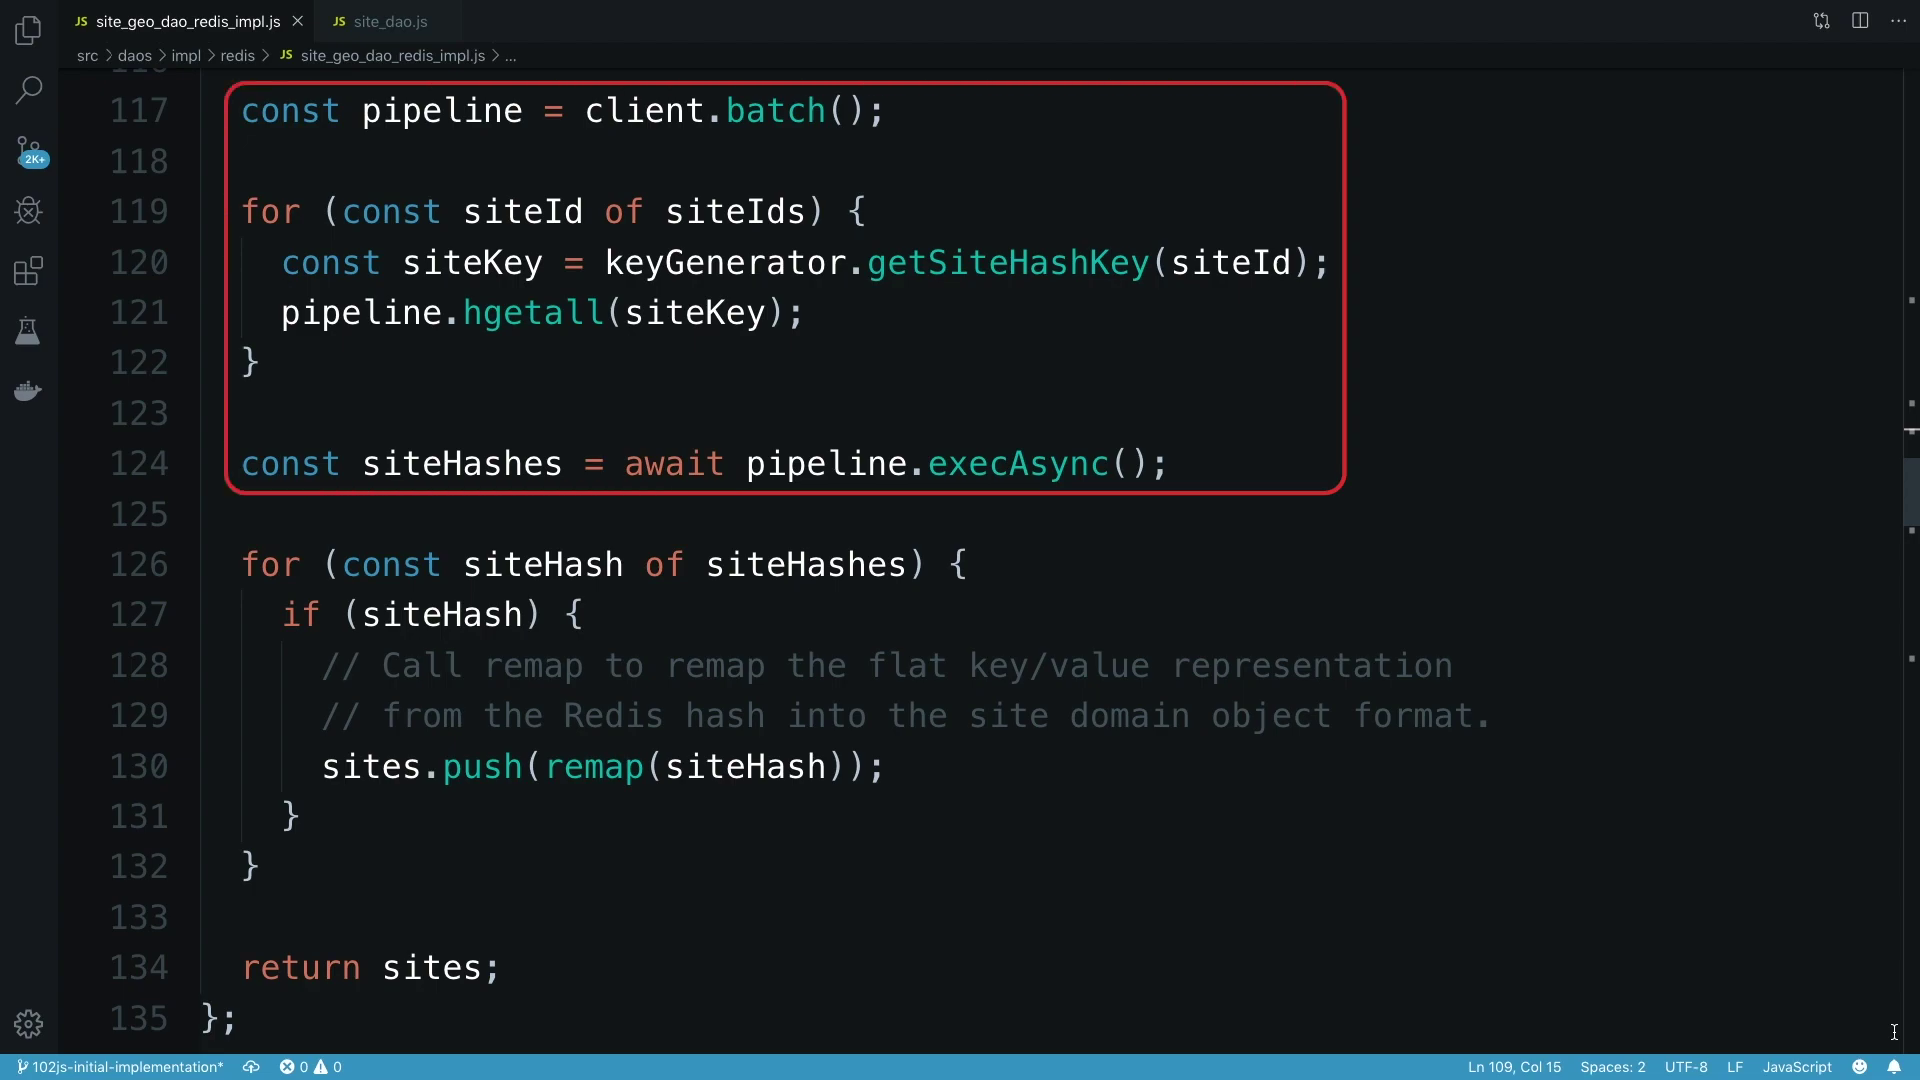 JS site_geo_dao_redis_impl.js
JS site_dao.js
src > daos > impl > redis > JS site_geo_dao_redis_impl.js > ...
117 const pipeline = client.batch();
118
119 for (const siteId of siteIds) {
120 const siteKey = keyGenerator.getSiteHashKey(siteId);
121 pipeline.hgetall(siteKey);
122 }
123
124 const siteHashes = await pipeline.execAsync();
125
126 for (const siteHash of siteHashes) {
127 if (siteHash) {
128 // Call remap to remap the flat key/value representation
129 // from the Redis hash into the site domain object format.
130 sites.push(remap(siteHash));
131 }
132 }
133
134 return sites;
135 };
2K+
102js-initial-implementation* 0 0 Ln 109, Col 15 Spaces: 2 UTF-8 LF JavaScript